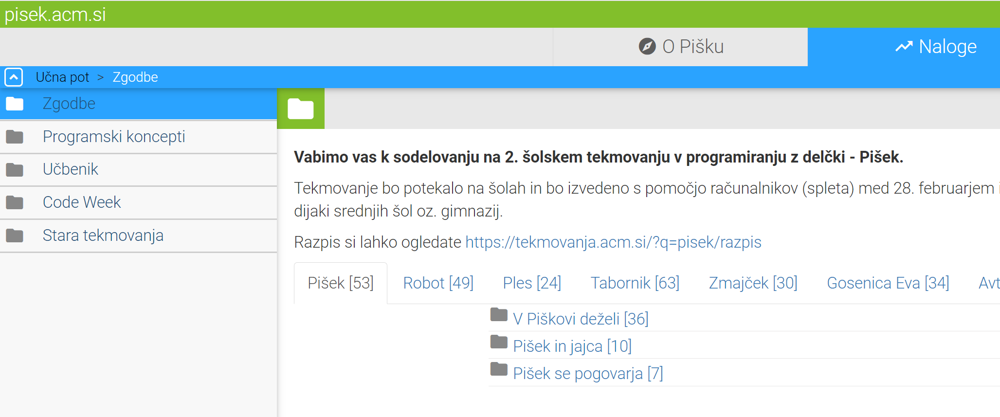 pisek.acm.si
O Pišku
Naloge
Učna pot > Zgodbe
Zgodbe
Programski koncepti
Učbenik
Code Week
Stara tekmovanja
Vabimo vas k sodelovanju na 2. šolskem tekmovanju v programiranju z delčki - Pišek.
Tekmovanje bo potekalo na šolah in bo izvedeno s pomočjo računalnikov (spleta) med 28. februarjem
dijaki srednjih šol oz. gimnazij.
Razpis si lahko ogledate https://tekmovanja.acm.si/?q=pisek/razpis
Pišek [53] Robot [49] Ples [24] Tabornik [63] Zmajček [30] Gosenica Eva [34]
V Piškovi deželi [36]
Pišek in jajca [10]
Pišek se pogovarja [7]